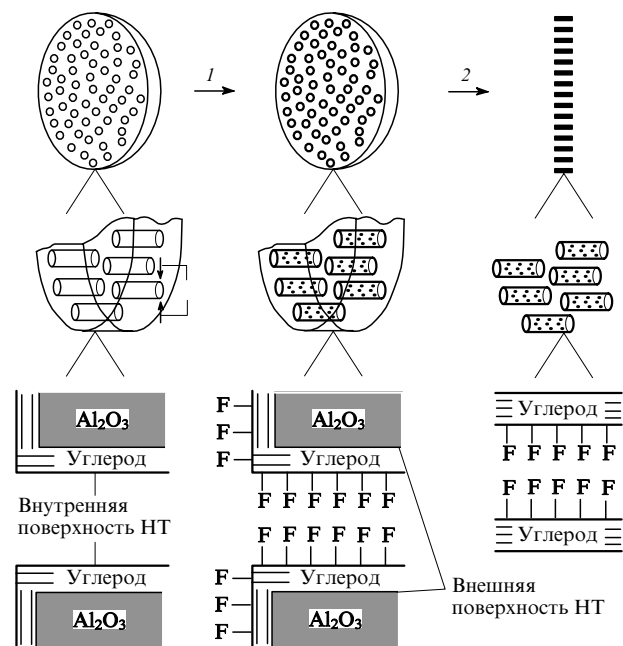 1
2
Al₂O₃
Углерод
Внутренняя
поверхность НТ
Углерод
Al₂O₃
F
F
F
Al₂O₃
Углерод
F F F F F F
F F F F F F
F
F
F
Углерод
Al₂O₃
Углерод
F F F F F
F F F F F
Углерод
Внешняя
поверхность НТ